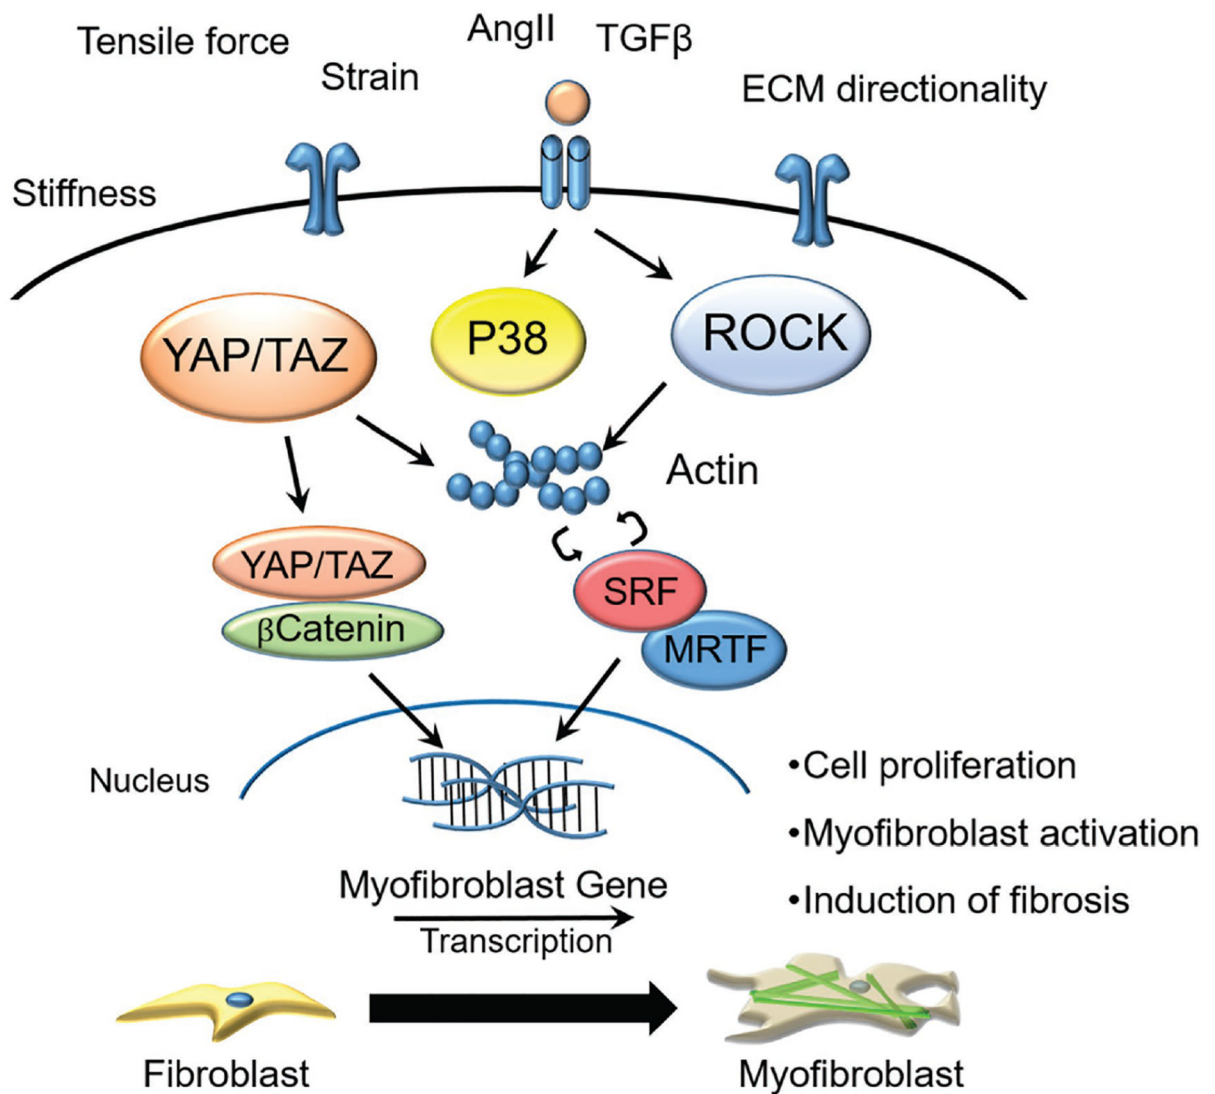 AngII
TGFβ
Tensile force
Strain
ECM directionality
Stiffness
YAP/TAZ
P38
ROCK
Actin
YAP/TAZ
βCatenin
SRF
MRTF
Nucleus
•Cell proliferation
•Myofibroblast activation
•Induction of fibrosis
Myofibroblast Gene
Transcription
Fibroblast
Myofibroblast